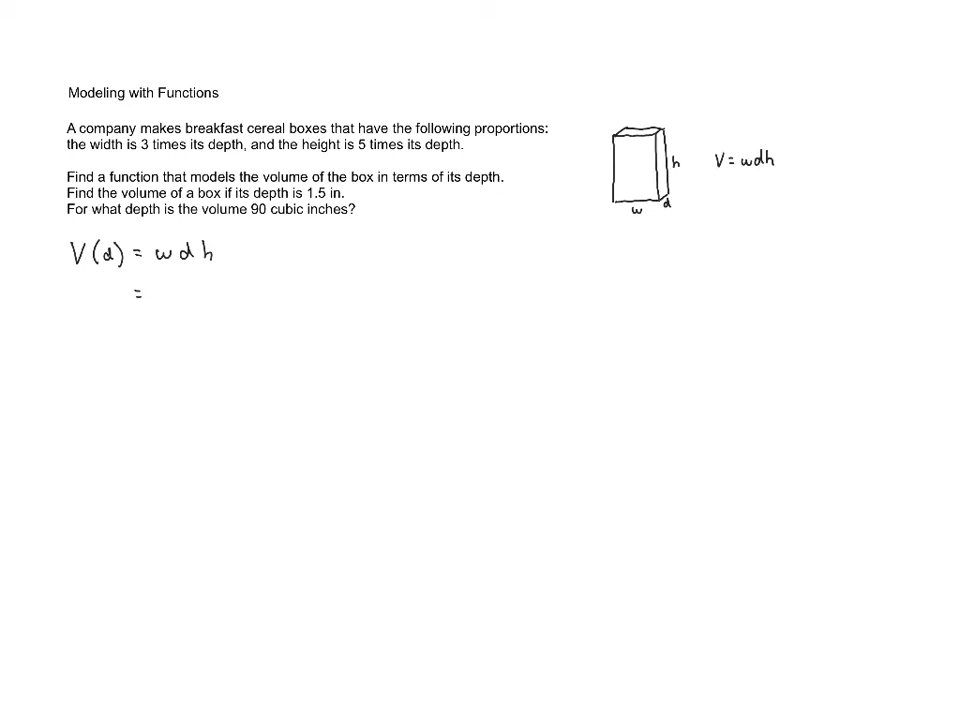 Modeling with Functions
A company makes breakfast cereal boxes that have the following proportions:
the width is 3 times its depth, and the height is 5 times its depth.
Find a function that models the volume of the box in terms of its depth.
Find the volume of a box if its depth is 1.5 in.
For what depth is the volume 90 cubic inches?
h
w
d
V = wdh
V(d) = w d h
=